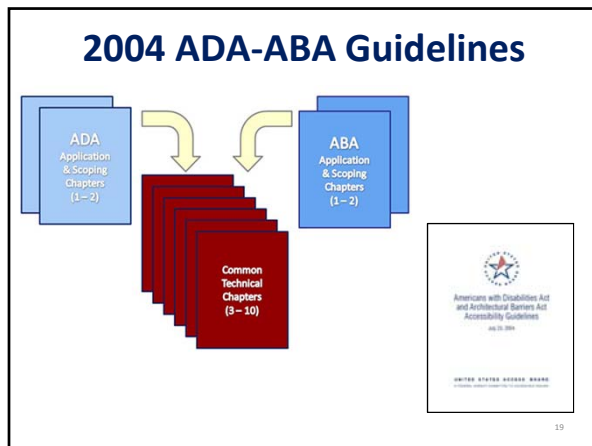 2004 ADA-ABA Guidelines
ADA
Application
& Scoping
Chapters
(1 – 2)
ABA
Application
& Scoping
Chapters
(1 – 2)
Common
Technical
Chapters
(3 – 10)
Americans with Disabilities Act
and Architectural Barriers Act
Accessibility Guidelines
July 23, 2004
UNITED STATES ACCESS BOARD
19